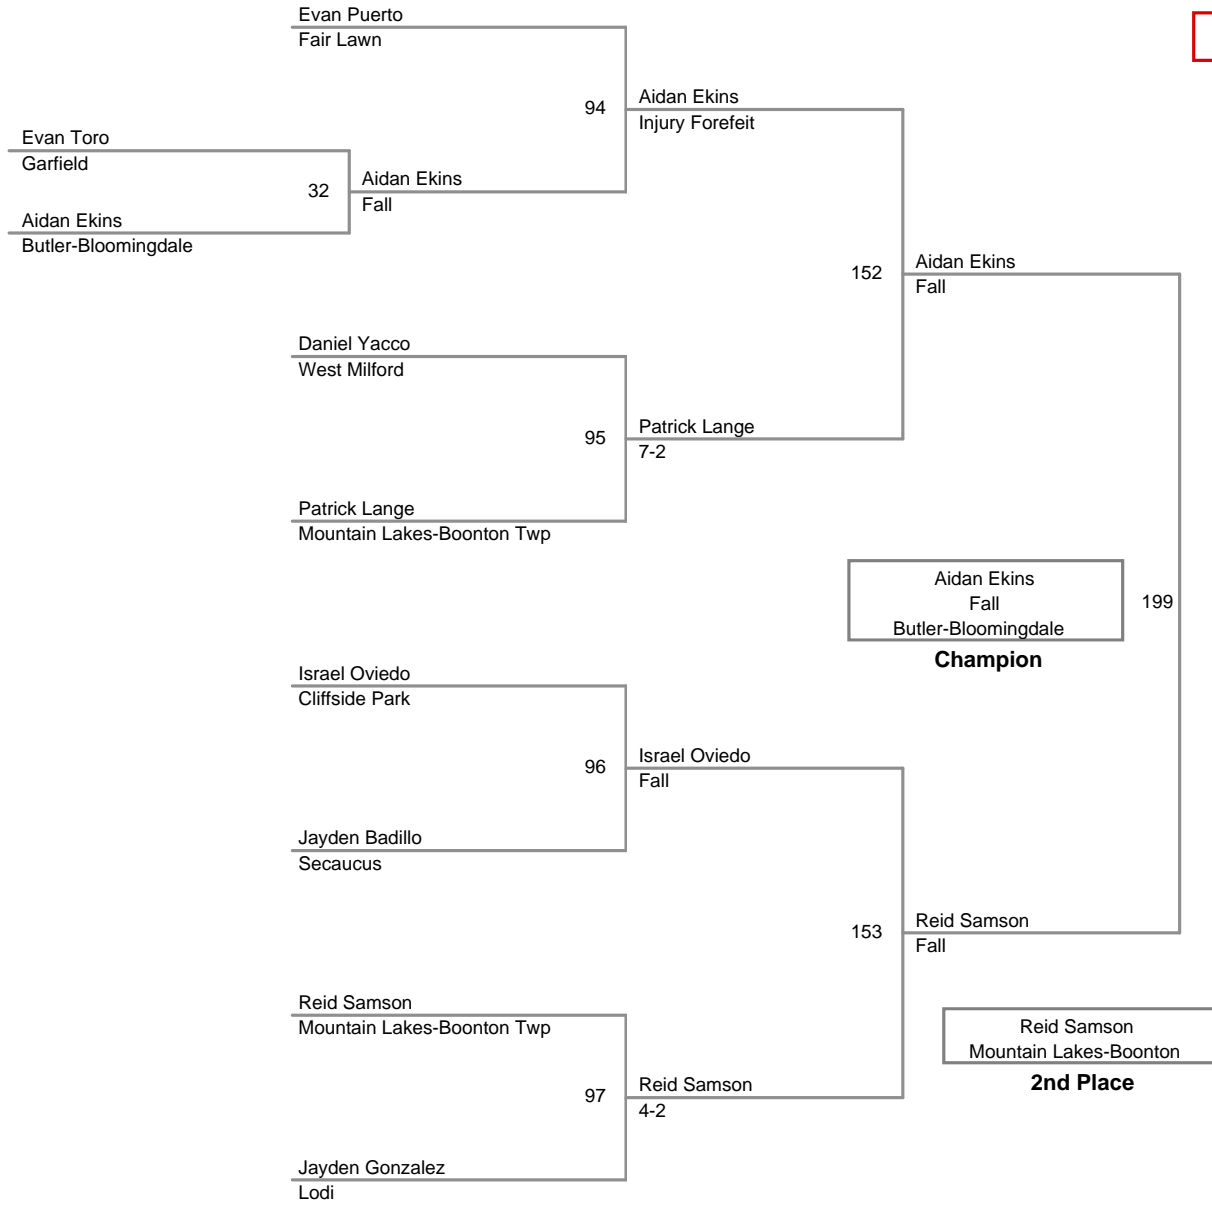 Evan Puerto
Fair Lawn
94
Aidan Ekins
Injury Forefeit
Evan Toro
Garfield
32
Aidan Ekins
Fall
Aidan Ekins
Butler-Bloomingdale
152
Aidan Ekins
Fall
Daniel Yacco
West Milford
95
Patrick Lange
7-2
Patrick Lange
Mountain Lakes-Boonton Twp
Aidan Ekins
Fall
Butler-Bloomingdale
199
Champion
Israel Oviedo
Cliffside Park
96
Israel Oviedo
Fall
Jayden Badillo
Secaucus
153
Reid Samson
Fall
Reid Samson
Mountain Lakes-Boonton Twp
Reid Samson
Mountain Lakes-Boonton
2nd Place
97
Reid Samson
4-2
Jayden Gonzalez
Lodi